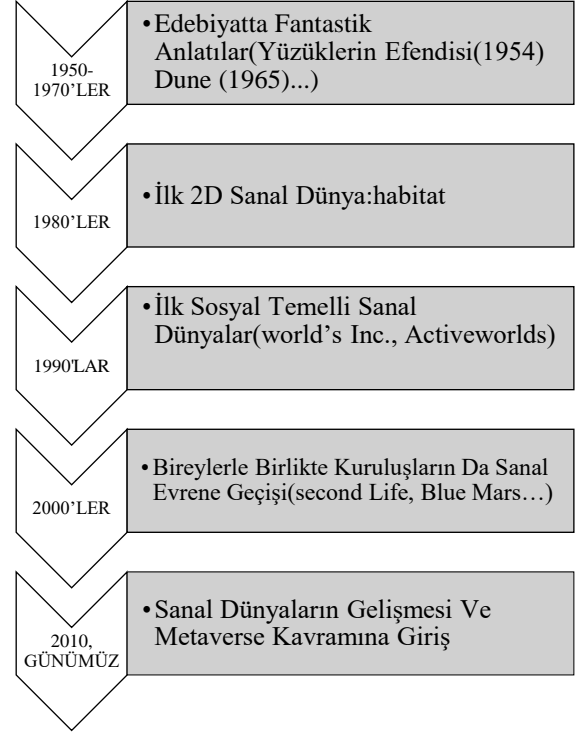 1950-
1970’LER
•Edebiyatta Fantastik
Anlatılar(Yüzüklerin Efendisi(1954)
Dune (1965)...)
1980’LER
•İlk 2D Sanal Dünya:habitat
1990'LAR
•İlk Sosyal Temelli Sanal
Dünyalar(world’s Inc., Activeworlds)
2000’LER
•Bireylerle Birlikte Kuruluşların Da Sanal
Evrene Geçişi(second Life, Blue Mars…)
2010,
GÜNÜMÜZ
•Sanal Dünyaların Gelişmesi Ve
Metaverse Kavramına Giriş